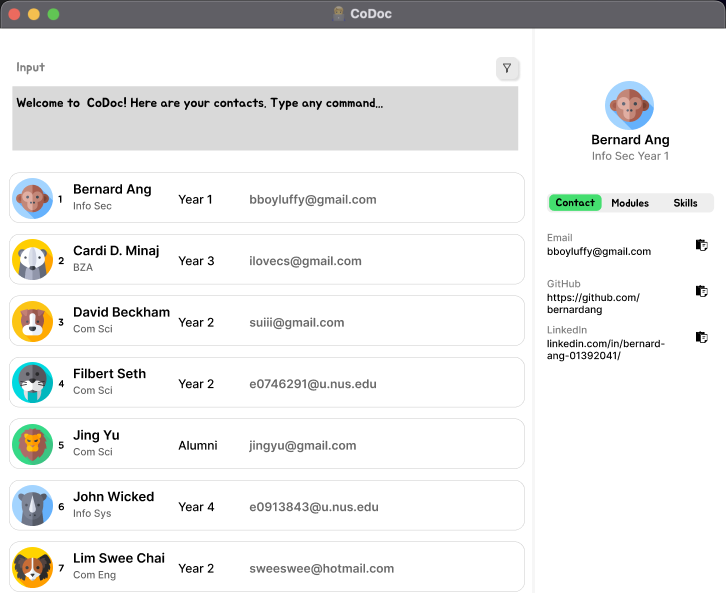 CoDoc
Input
Welcome to CoDoc! Here are your contacts. Type any command...
1 Bernard Ang Year 1 bboyluffy@gmail.com
Info Sec
2 Cardi D. Minaj Year 3 ilovecs@gmail.com
BZA
3 David Beckham Year 2 suiii@gmail.com
Com Sci
4 Filbert Seth Year 2 e0746291@u.nus.edu
Com Sci
5 Jing Yu Alumni jingyu@gmail.com
Com Sci
6 John Wicked Year 4 e0913843@u.nus.edu
Info Sys
7 Lim Swee Chai Year 2 sweeswee@hotmail.com
Com Eng
Bernard Ang
Info Sec Year 1
Contact Modules Skills
Email
bboyluffy@gmail.com
GitHub
https://github.com/
bernardang
LinkedIn
linkedin.com/in/bernard-
ang-01392041/